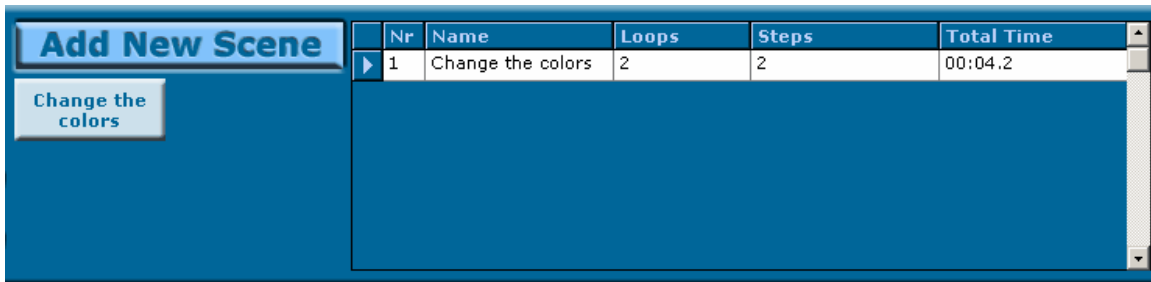 Add New Scene
Change the
colors
Nr Name Loops Steps Total Time
1 Change the colors 2 2 00:04.2